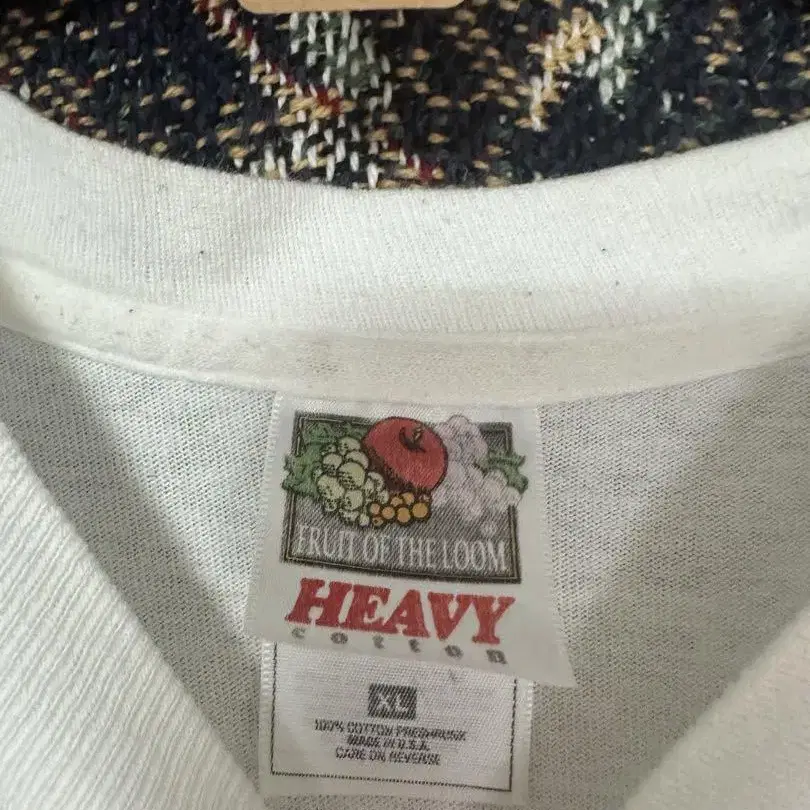 FRUIT OF THE LOOM
HEAVY
cotton
XL
100% COTTON PRESHRUNK
MADE IN U.S.A.
CARE ON REVERSE